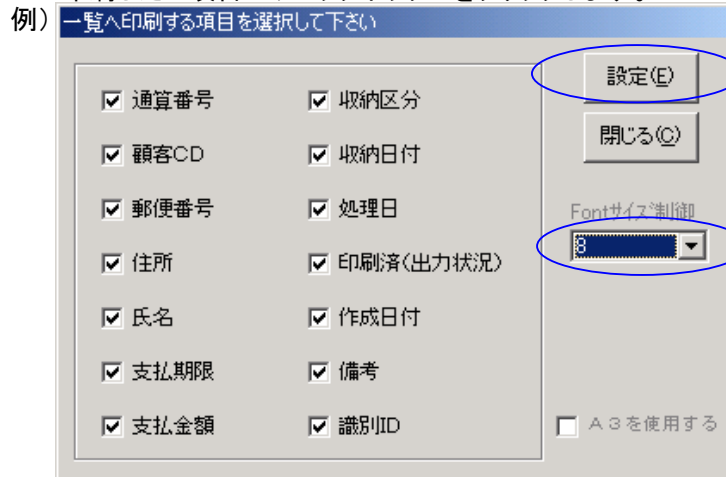 例）
一覧へ印刷する項目を選択して下さい
通算番号
顧客CD
郵便番号
住所
氏名
支払期限
支払金額
収納区分
収納日付
処理日
印刷済(出力状況)
作成日付
備考
識別ID
設定(E)
閉じる(C)
Fontサイズ制御
8
A3を使用する